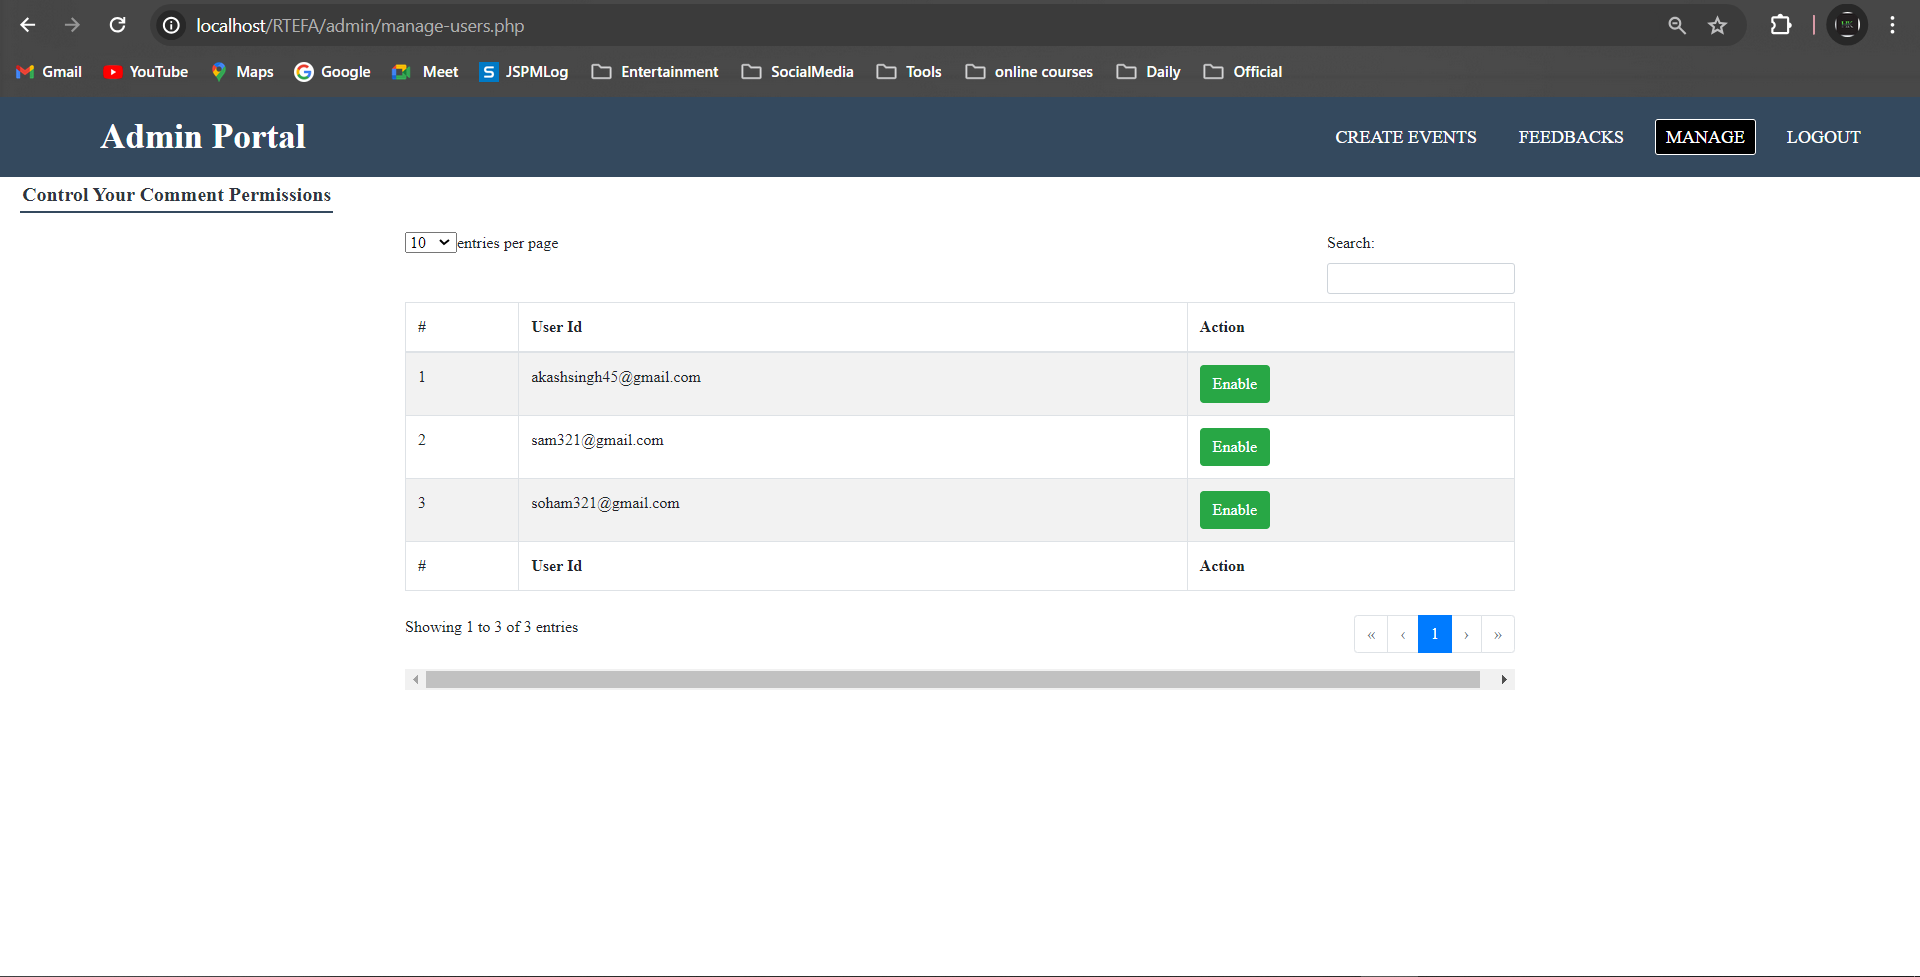 localhost/RTEFA/admin/manage-users.php
Gmail YouTube Maps Google Meet S JSPMLog Entertainment SocialMedia Tools online courses Daily Official
Admin Portal CREATE EVENTS FEEDBACKS MANAGE LOGOUT
Control Your Comment Permissions
10 entries per page Search:
# User Id Action
1 akashsingh45@gmail.com Enable
2 sam321@gmail.com Enable
3 soham321@gmail.com Enable
# User Id Action
Showing 1 to 3 of 3 entries « ‹ 1 › »